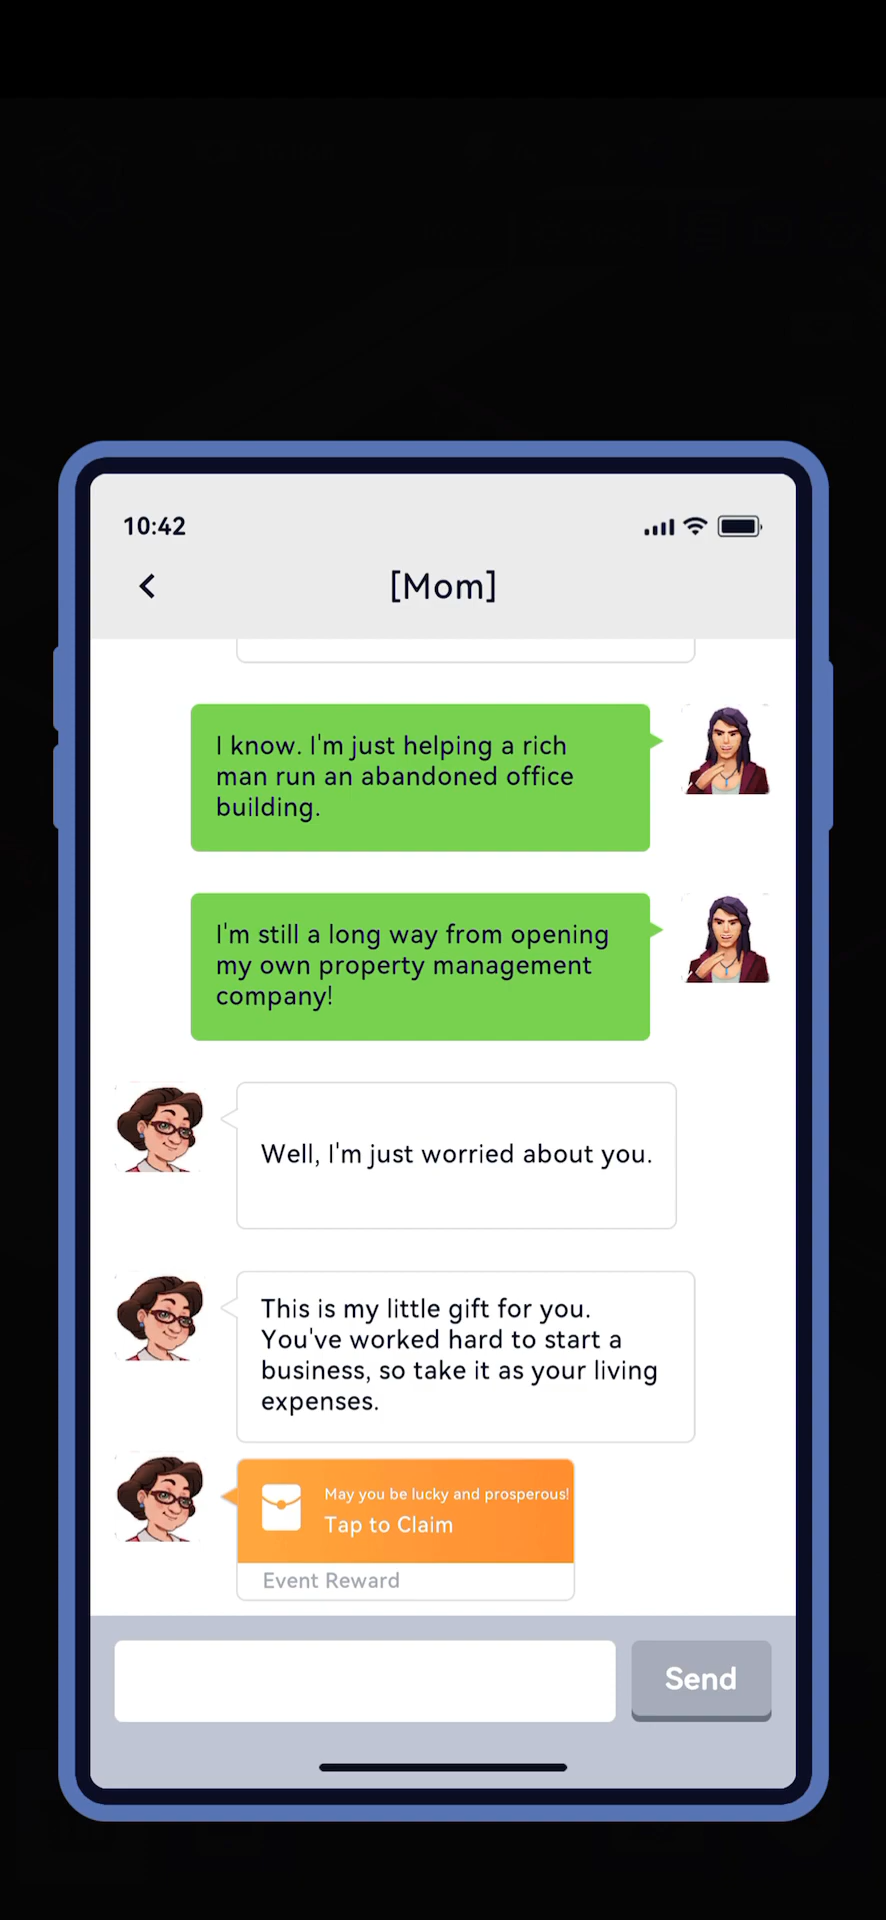 10:42
[Mom]
I know. I'm just helping a rich
man run an abandoned office
building.
I'm still a long way from opening
my own property management
company!
Well, I'm just worried about you.
This is my little gift for you.
You've worked hard to start a
business, so take it as your living
expenses.
May you be lucky and prosperous!
Tap to Claim
Event Reward
Send